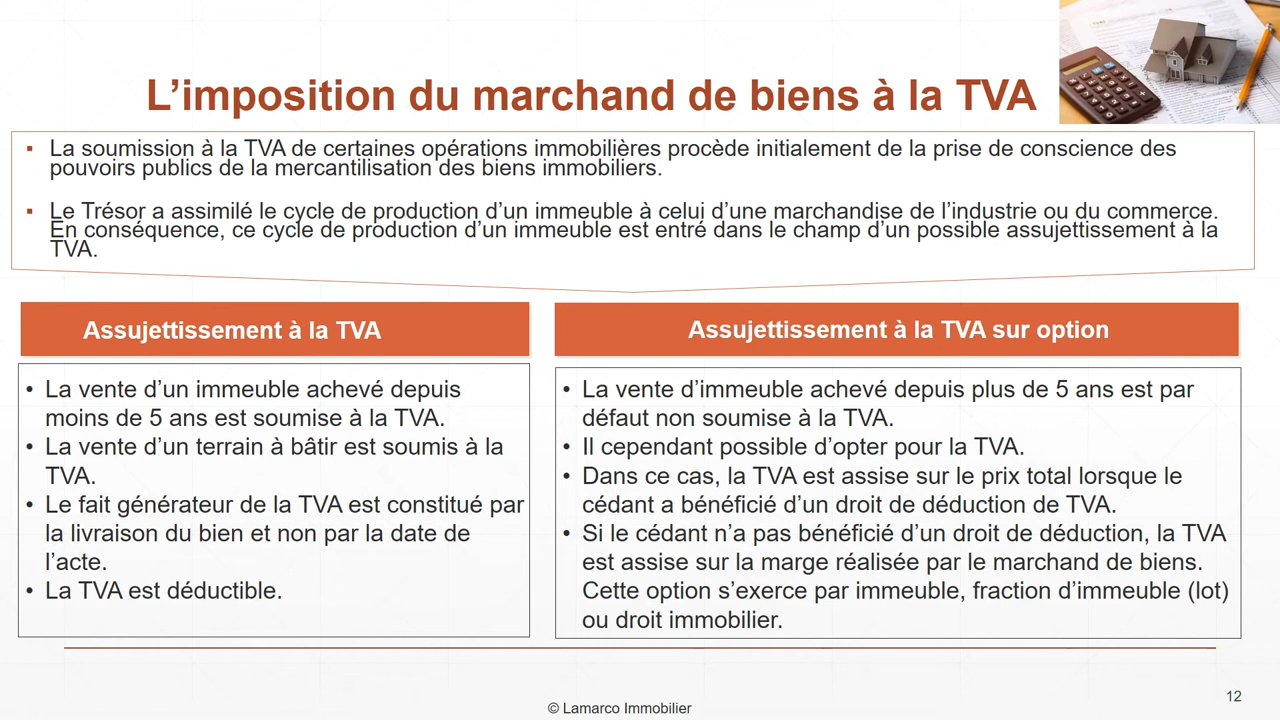 L’imposition du marchand de biens à la TVA
▪ La soumission à la TVA de certaines opérations immobilières procède initialement de la prise de conscience des
pouvoirs publics de la mercantilisation des biens immobiliers.
▪ Le Trésor a assimilé le cycle de production d’un immeuble à celui d’une marchandise de l’industrie ou du commerce.
En conséquence, ce cycle de production d’un immeuble est entré dans le champ d’un possible assujettissement à la
TVA.
Assujettissement à la TVA
• La vente d’un immeuble achevé depuis
moins de 5 ans est soumise à la TVA.
• La vente d’un terrain à bâtir est soumis à la
TVA.
• Le fait générateur de la TVA est constitué par
la livraison du bien et non par la date de
l’acte.
• La TVA est déductible.
Assujettissement à la TVA sur option
• La vente d’immeuble achevé depuis plus de 5 ans est par
défaut non soumise à la TVA.
• Il cependant possible d’opter pour la TVA.
• Dans ce cas, la TVA est assise sur le prix total lorsque le
cédant a bénéficié d’un droit de déduction de TVA.
• Si le cédant n’a pas bénéficié d’un droit de déduction, la TVA
est assise sur la marge réalisée par le marchand de biens.
Cette option s’exerce par immeuble, fraction d’immeuble (lot)
ou droit immobilier.
© Lamarco Immobilier
12